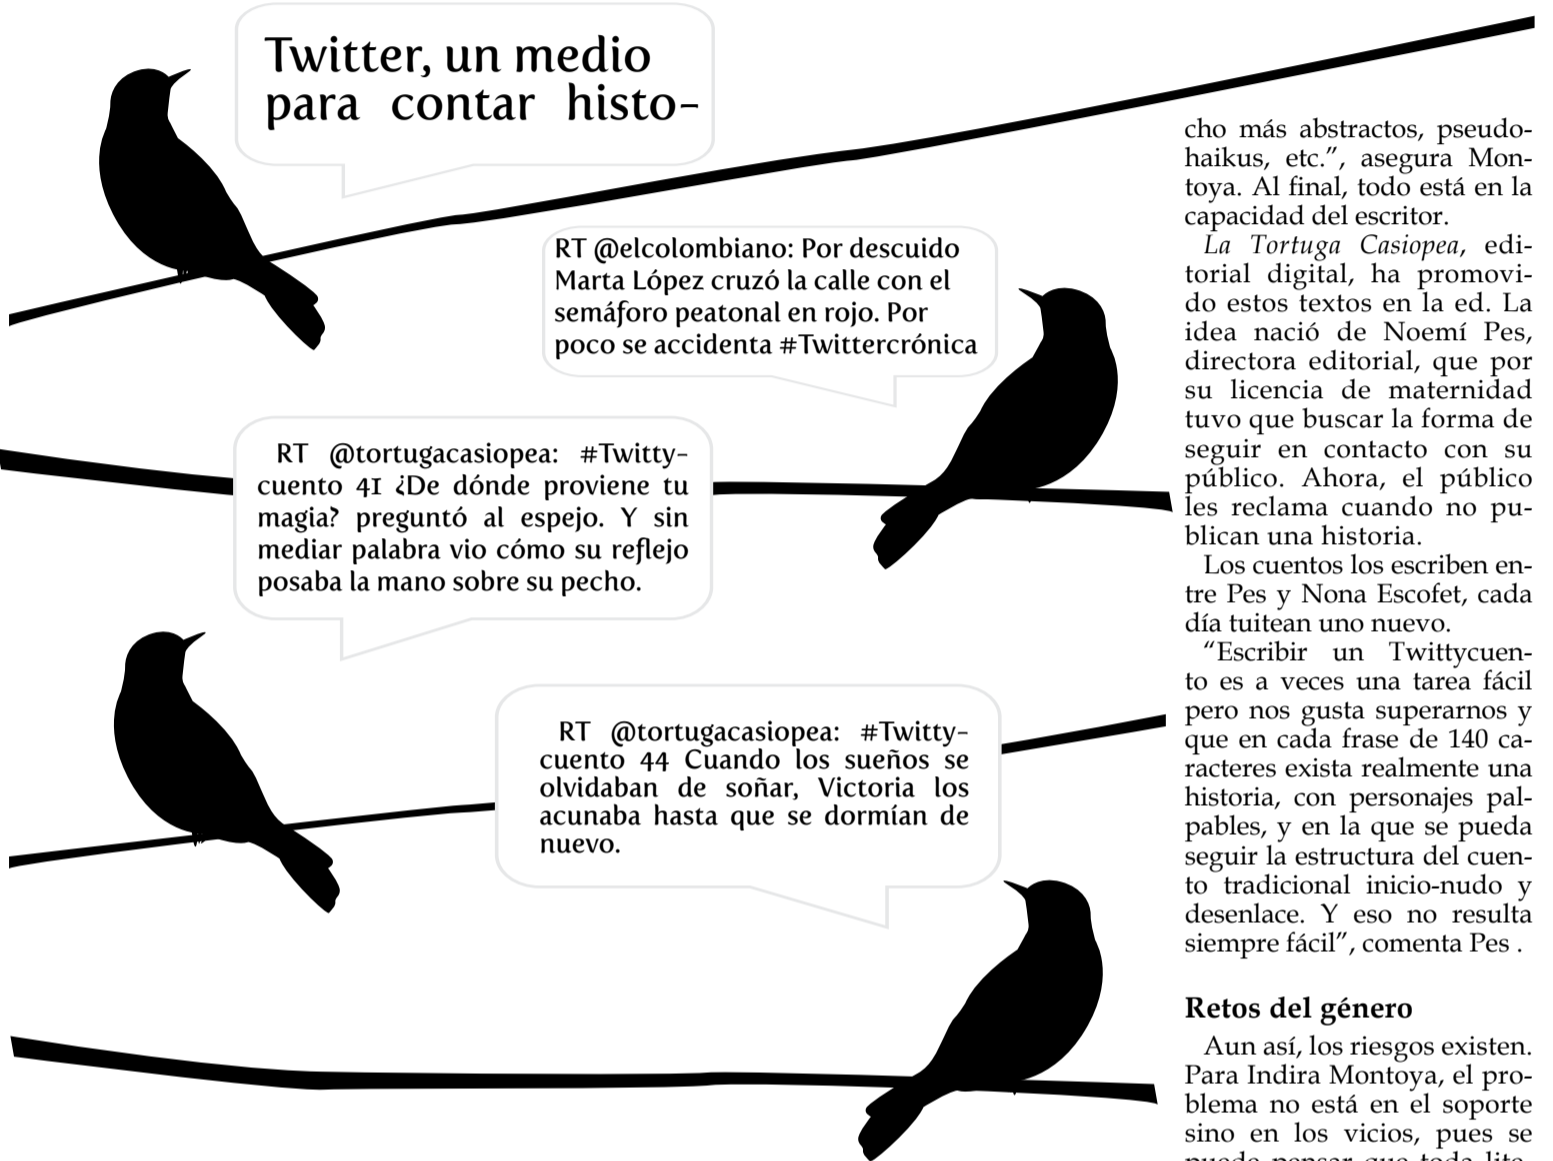 Twitter, un medio
para contar histo-
RT @elcolombiano: Por descuido
Marta López cruzó la calle con el
semáforo peatonal en rojo. Por
poco se accidenta #Twittercrónica
RT @tortugacasiopea: #Twitty-
cuento 41 ¿De dónde proviene tu
magia? preguntó al espejo. Y sin
mediar palabra vio cómo su reflejo
posaba la mano sobre su pecho.
RT @tortugacasiopea: #Twitty-
cuento 44 Cuando los sueños se
olvidaban de soñar, Victoria los
acunaba hasta que se dormían de
nuevo.
cho más abstractos, pseudo-
haikus, etc.”, asegura Mon-
toya. Al final, todo está en la
capacidad del escritor.
La Tortuga Casiopea, edi-
torial digital, ha promovi-
do estos textos en la ed. La
idea nació de Noemí Pes,
directora editorial, que por
su licencia de maternidad
tuvo que buscar la forma de
seguir en contacto con su
público. Ahora, el público
les reclama cuando no pu-
blican una historia.
Los cuentos los escriben en-
tre Pes y Nona Escofet, cada
día tuitean uno nuevo.
“Escribir un Twittycuen-
to es a veces una tarea fácil
pero nos gusta superarnos y
que en cada frase de 140 ca-
racteres exista realmente una
historia, con personajes pal-
pables, y en la que se pueda
seguir la estructura del cuen-
to tradicional inicio-nudo y
desenlace. Y eso no resulta
siempre fácil”, comenta Pes .
Retos del género
Aun así, los riesgos existen.
Para Indira Montoya, el pro-
blema no está en el soporte
sino en los vicios, pues se
puede pensar que toda lite-